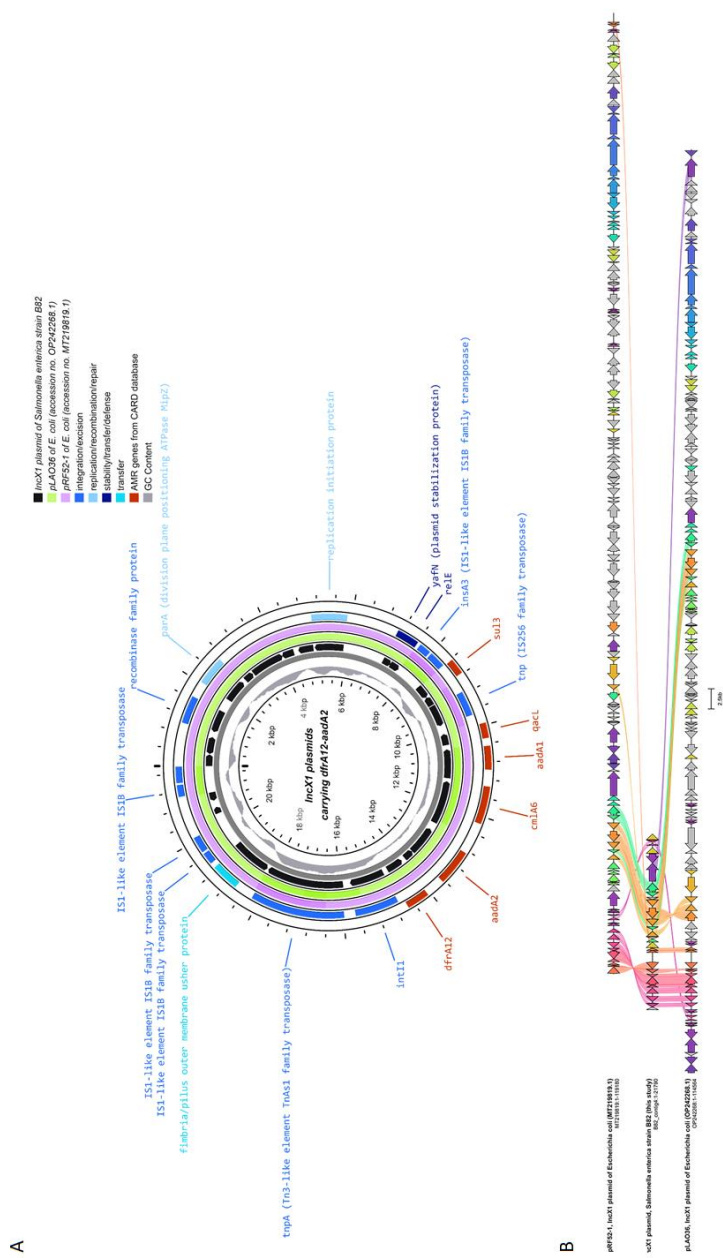 A
IncX1 plasmid of Salmonella enterica strain B82
pLAO36 of E. coli (accession no. OP242268.1)
pRF52-1 of E. coli (accession no. MT219819.1)
integration/excision
replication/recombination/repair
stability/transfer/defense
transfer
AMR genes from CARD database
GC Content
IS1-like element IS1B family transposase
IS1-like element IS1B family transposase
IS1-like element IS1B family transposase
recombinase family protein
parA (division plane positioning ATPase MipZ)
replication initiation protein
yafN (plasmid stabilization protein)
relE
insA3 (IS1-like element IS1B family transposase)
sul3
tnp (IS256 family transposase)
qacL
aadA1
cmlA6
aadA2
dfrA12
intI1
tnpA (Tn3-like element TnAs1 family transposase)
fimbria/pilus outer membrane usher protein
2 kbp
4 kbp
6 kbp
8 kbp
10 kbp
12 kbp
14 kbp
16 kbp
18 kbp
20 kbp
IncX1 plasmids
carrying dfrA12-aadA2
B
pRF52-1, IncX1 plasmid of Escherichia coli (MT219819.1)
plasmid, Salmonella enterica strain B82 (this study)
B82_contig4:1-21790
pLAO36, IncX1 plasmid of Escherichia coli (OP242268.1)
2.5kb